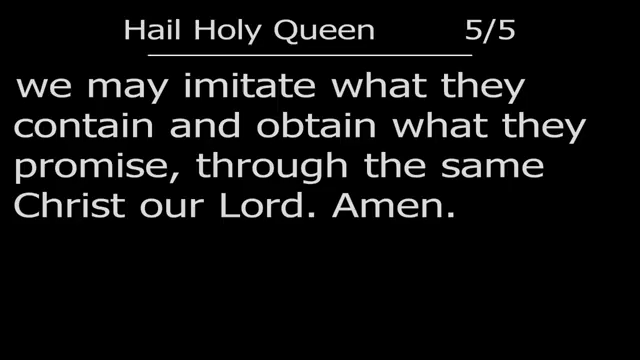 Hail Holy Queen 5/5
we may imitate what they
contain and obtain what they
promise, through the same
Christ our Lord. Amen.